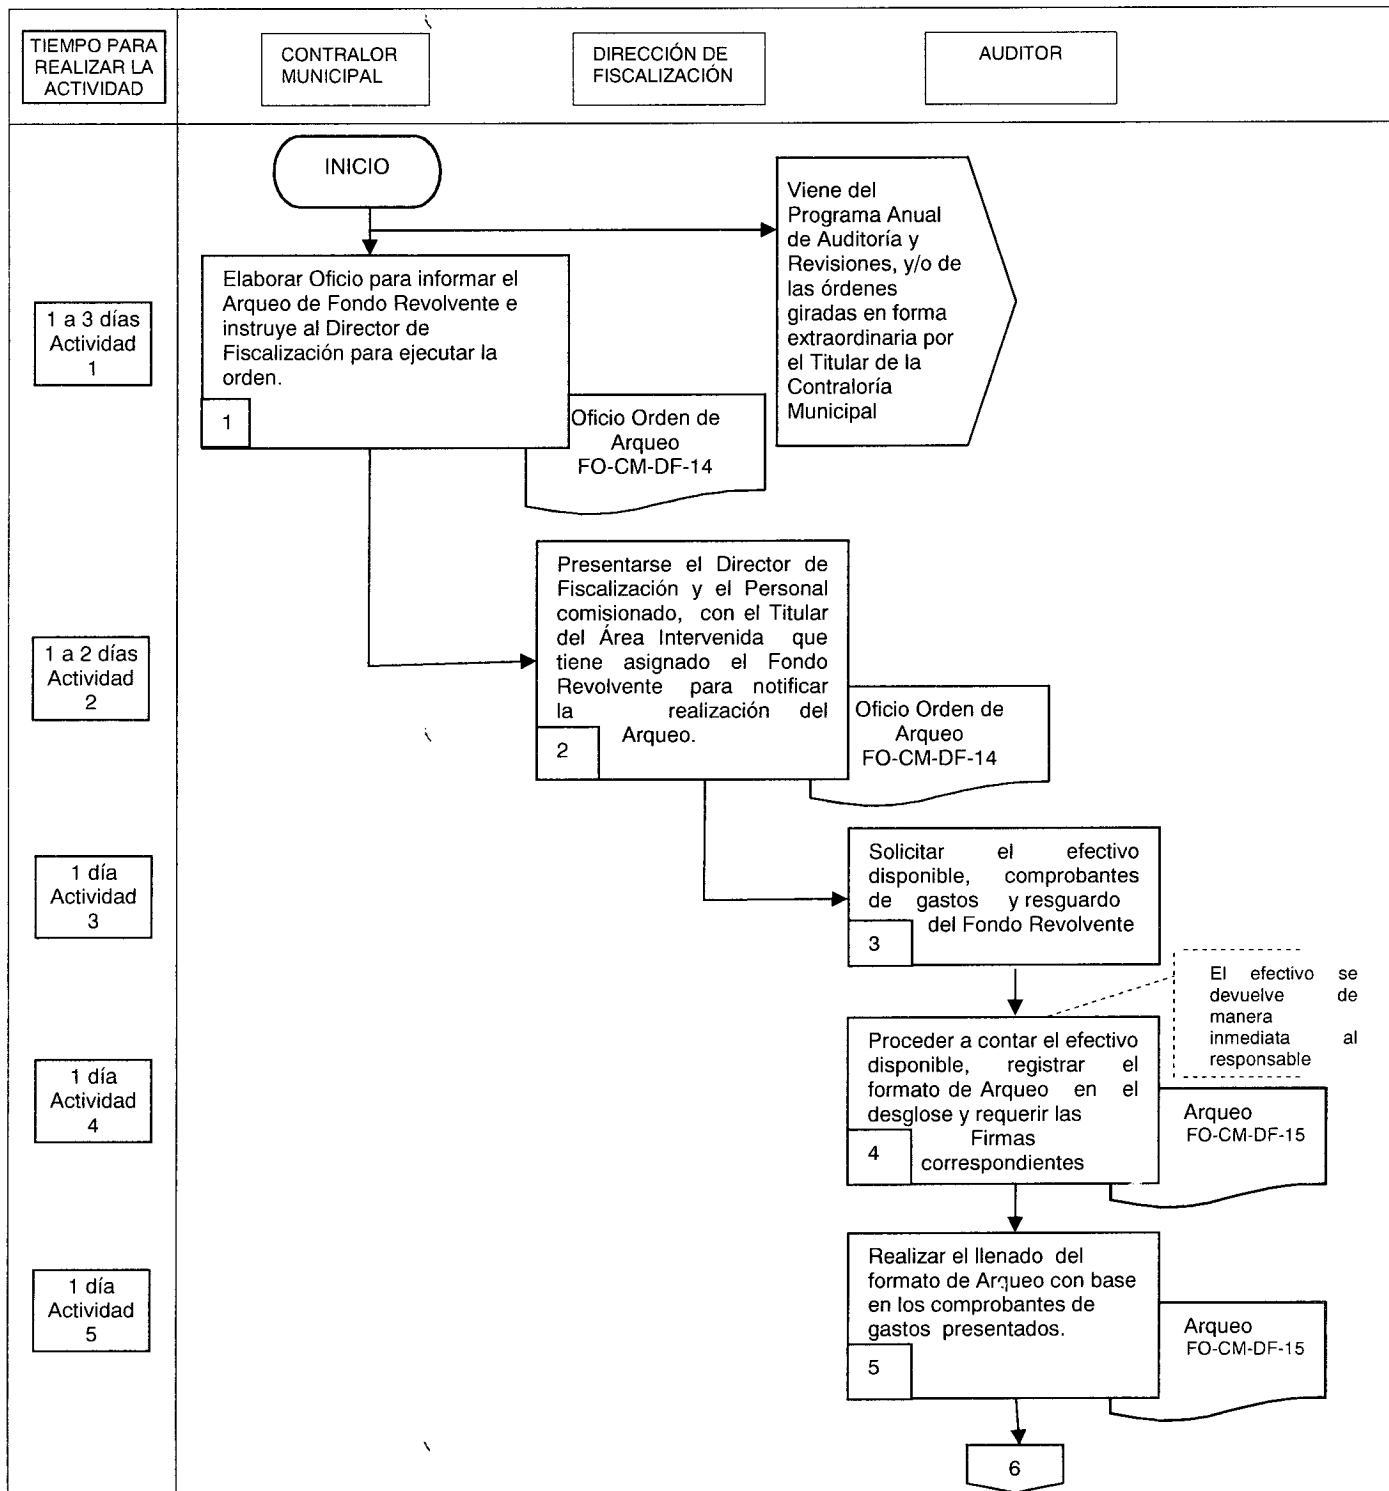 TIEMPO PARA
REALIZAR LA
ACTIVIDAD
CONTRALOR
MUNICIPAL
DIRECCIÓN DE
FISCALIZACIÓN
AUDITOR
INICIO
Viene del
Programa Anual
de Auditoría y
Revisiones, y/o de
las órdenes
giradas en forma
extraordinaria por
el Titular de la
Contraloría
Municipal
1 a 3 días
Actividad
1
Elaborar Oficio para informar el
Arqueo de Fondo Revolvente e
instruye al Director de
Fiscalización para ejecutar la
orden.
1
Oficio Orden de
Arqueo
FO-CM-DF-14
1 a 2 días
Actividad
2
Presentarse el Director de
Fiscalización y el Personal
comisionado, con el Titular
del Área Intervenida que
tiene asignado el Fondo
Revolvente para notificar
la realización del
Arqueo.
2
Oficio Orden de
Arqueo
FO-CM-DF-14
1 día
Actividad
3
Solicitar el efectivo
disponible, comprobantes
de gastos y resguardo
del Fondo Revolvente
3
El efectivo se
devuelve de
manera
inmediata al
responsable
1 día
Actividad
4
Proceder a contar el efectivo
disponible, registrar el
formato de Arqueo en el
desglose y requerir las
Firmas
correspondientes
4
Arqueo
FO-CM-DF-15
1 día
Actividad
5
Realizar el llenado del
formato de Arqueo con base
en los comprobantes de
gastos presentados.
5
Arqueo
FO-CM-DF-15
6